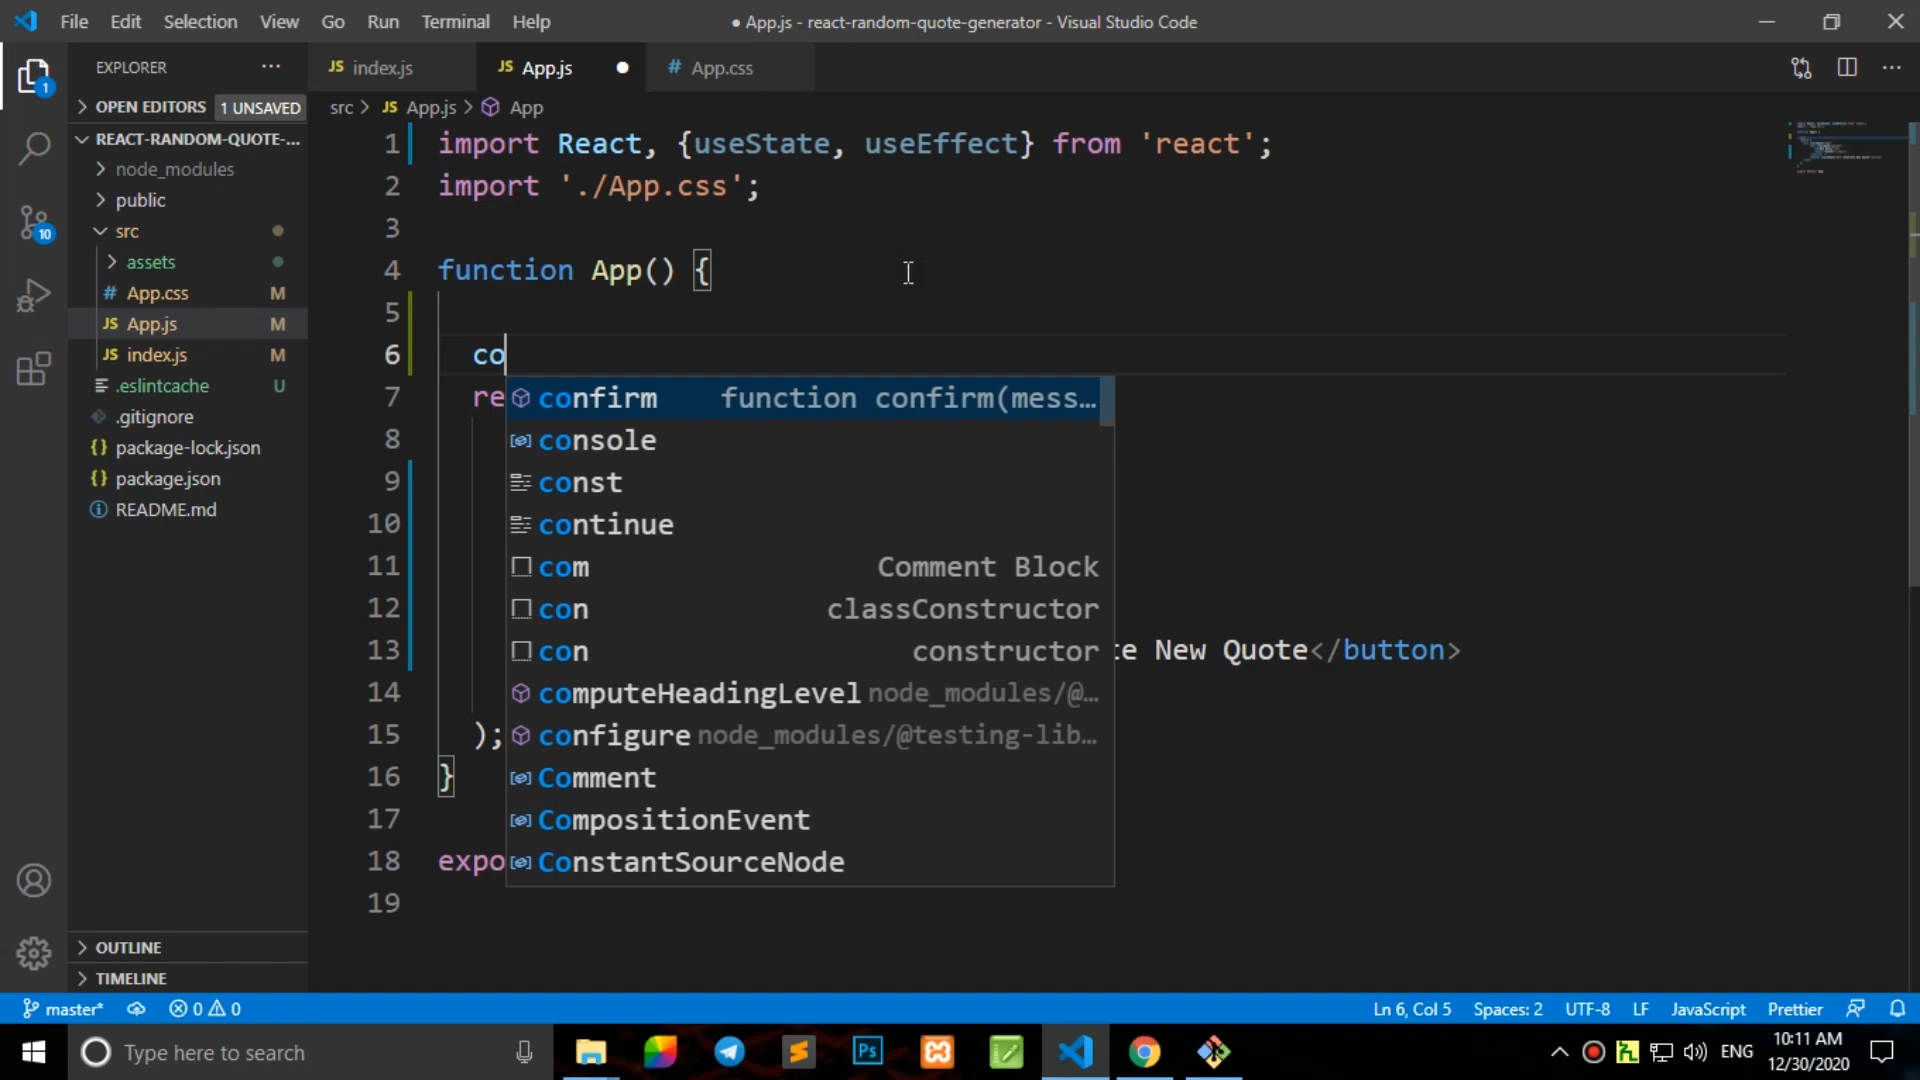 File Edit Selection View Go Run Terminal Help
● App.js - react-random-quote-generator - Visual Studio Code
EXPLORER
OPEN EDITORS 1 UNSAVED
REACT-RANDOM-QUOTE-...
node_modules
public
src
assets
# App.css M
JS App.js M
JS index.js M
.eslintcache U
.gitignore
{} package-lock.json
{} package.json
README.md
OUTLINE
TIMELINE
1
10
JS index.js
JS App.js ●
# App.css
src > JS App.js > App
1 import React, {useState, useEffect} from 'react';
2 import './App.css';
3
4 function App() {
5
6 co
7 re
8
9
10
11
12
13 te New Quote</button>
14
15 );
16 }
17
18 expo
19
confirm function confirm(mess…
console
const
continue
com Comment Block
con classConstructor
con constructor
computeHeadingLevel node_modules/@…
configure node_modules/@testing-lib…
Comment
CompositionEvent
ConstantSourceNode
master* 0 0 Ln 6, Col 5 Spaces: 2 UTF-8 LF JavaScript Prettier
Type here to search
Ps
ENG
10:11 AM
12/30/2020